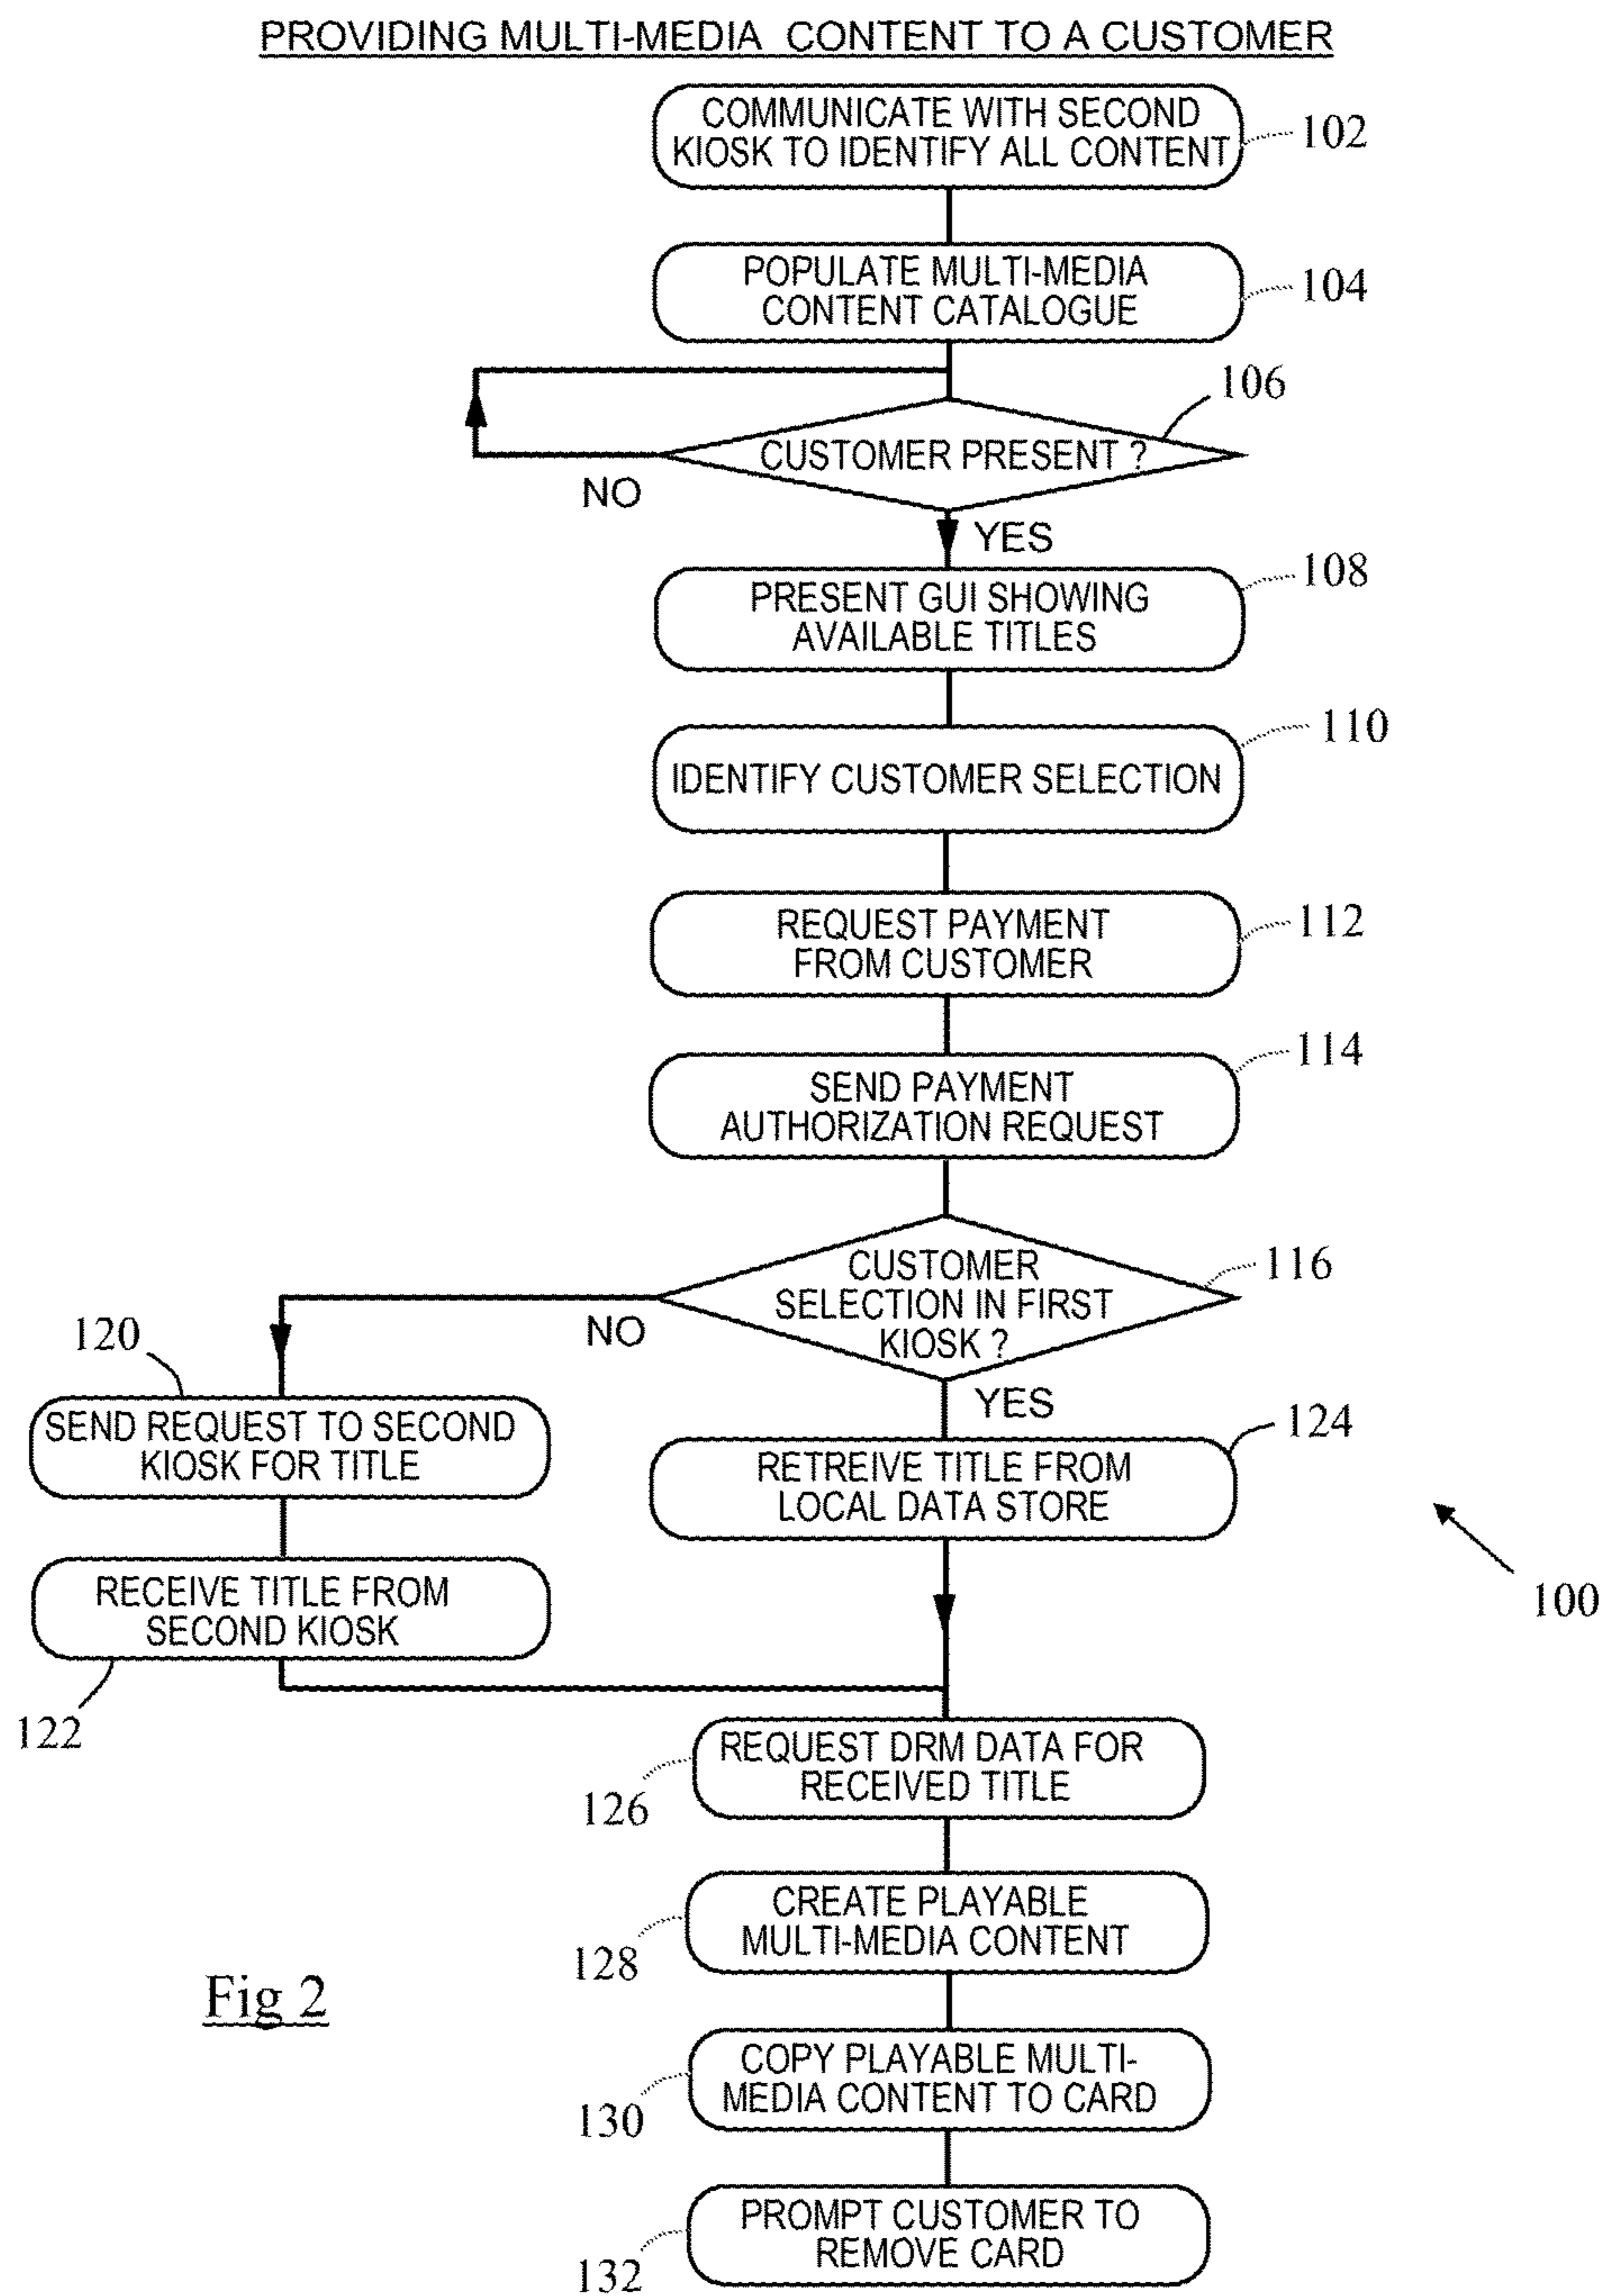 PROVIDING MULTI-MEDIA CONTENT TO A CUSTOMER
COMMUNICATE WITH SECOND
KIOSK TO IDENTIFY ALL CONTENT
102
POPULATE MULTI-MEDIA
CONTENT CATALOGUE
104
106
CUSTOMER PRESENT ?
NO
YES
PRESENT GUI SHOWING
AVAILABLE TITLES
108
IDENTIFY CUSTOMER SELECTION
110
REQUEST PAYMENT
FROM CUSTOMER
112
SEND PAYMENT
AUTHORIZATION REQUEST
114
CUSTOMER
SELECTION IN FIRST
KIOSK ?
116
NO
YES
120
SEND REQUEST TO SECOND
KIOSK FOR TITLE
RECEIVE TITLE FROM
SECOND KIOSK
122
RETREIVE TITLE FROM
LOCAL DATA STORE
124
100
REQUEST DRM DATA FOR
RECEIVED TITLE
126
CREATE PLAYABLE
MULTI-MEDIA CONTENT
128
Fig 2
COPY PLAYABLE MULTI-
MEDIA CONTENT TO CARD
130
PROMPT CUSTOMER TO
REMOVE CARD
132